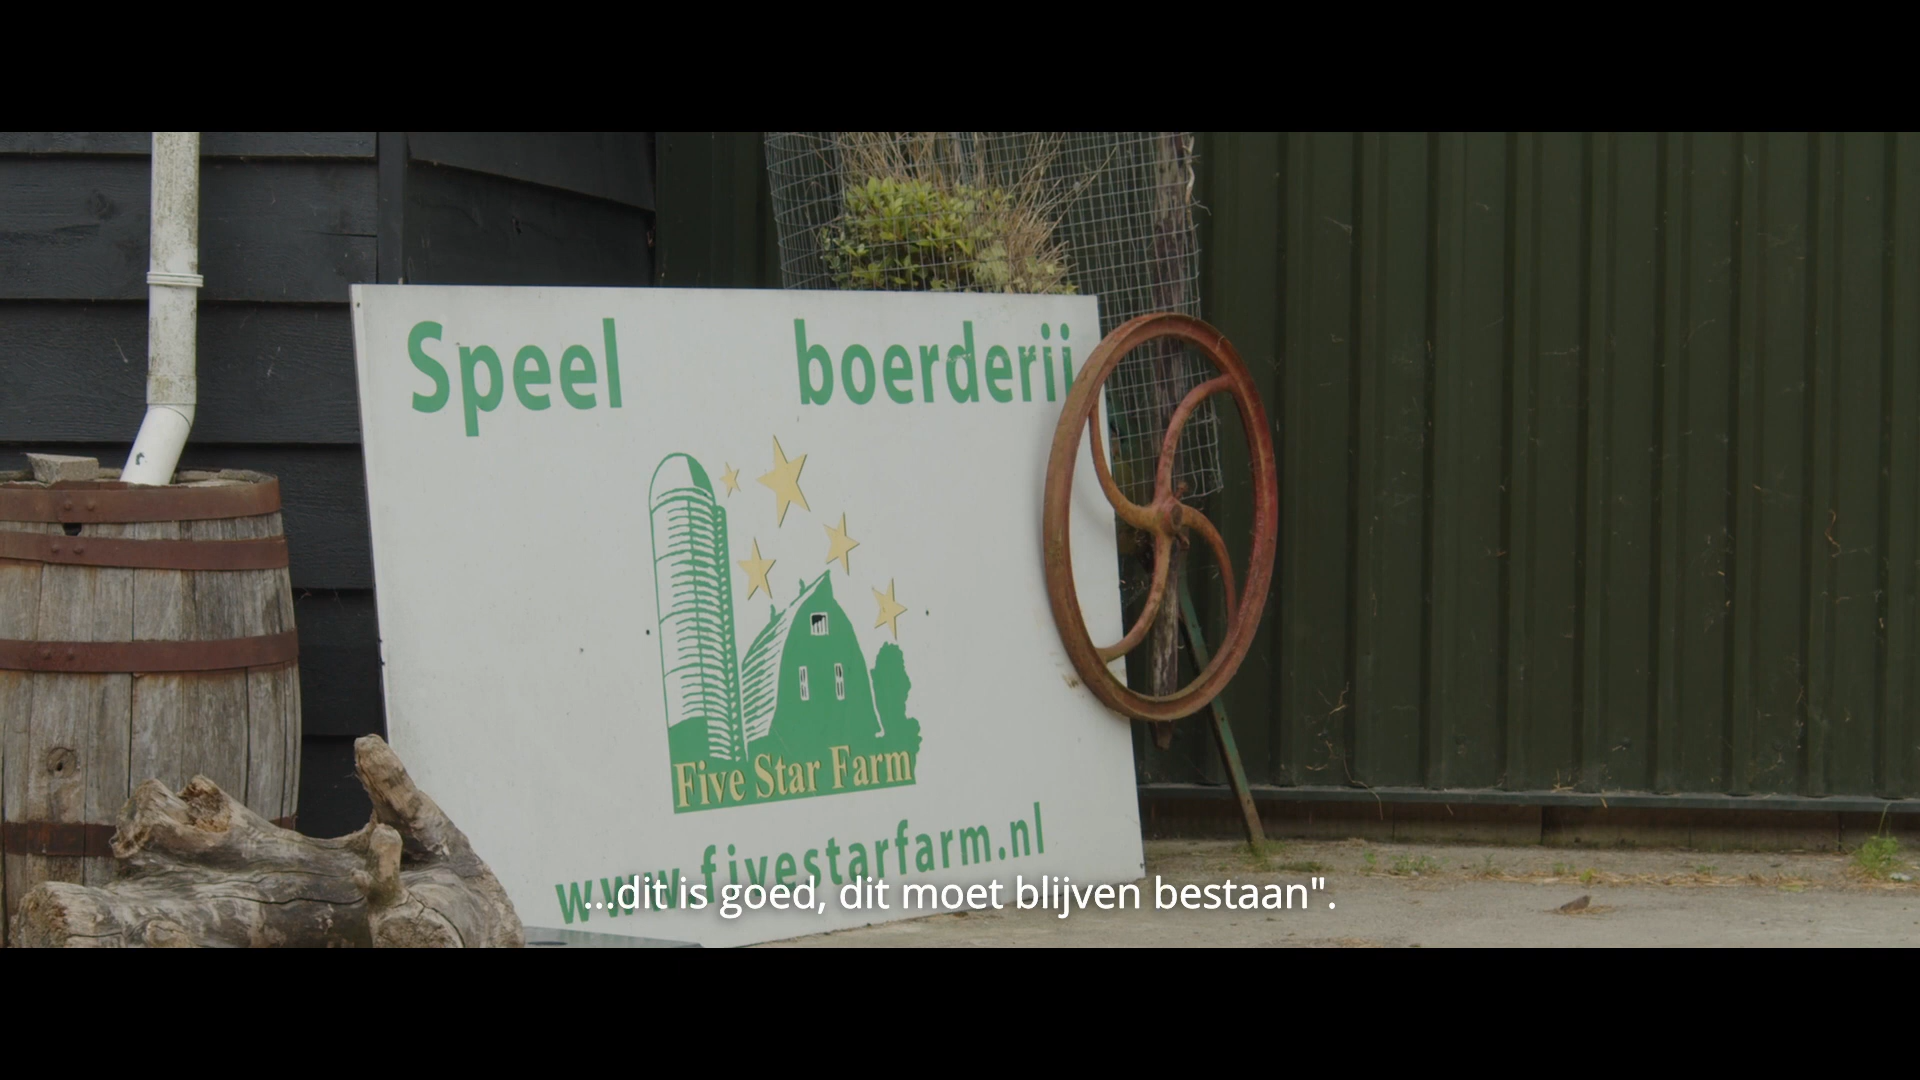 Speel boerderij
Five Star Farm
www.fivestarfarm.nl
...dit is goed, dit moet blijven bestaan".